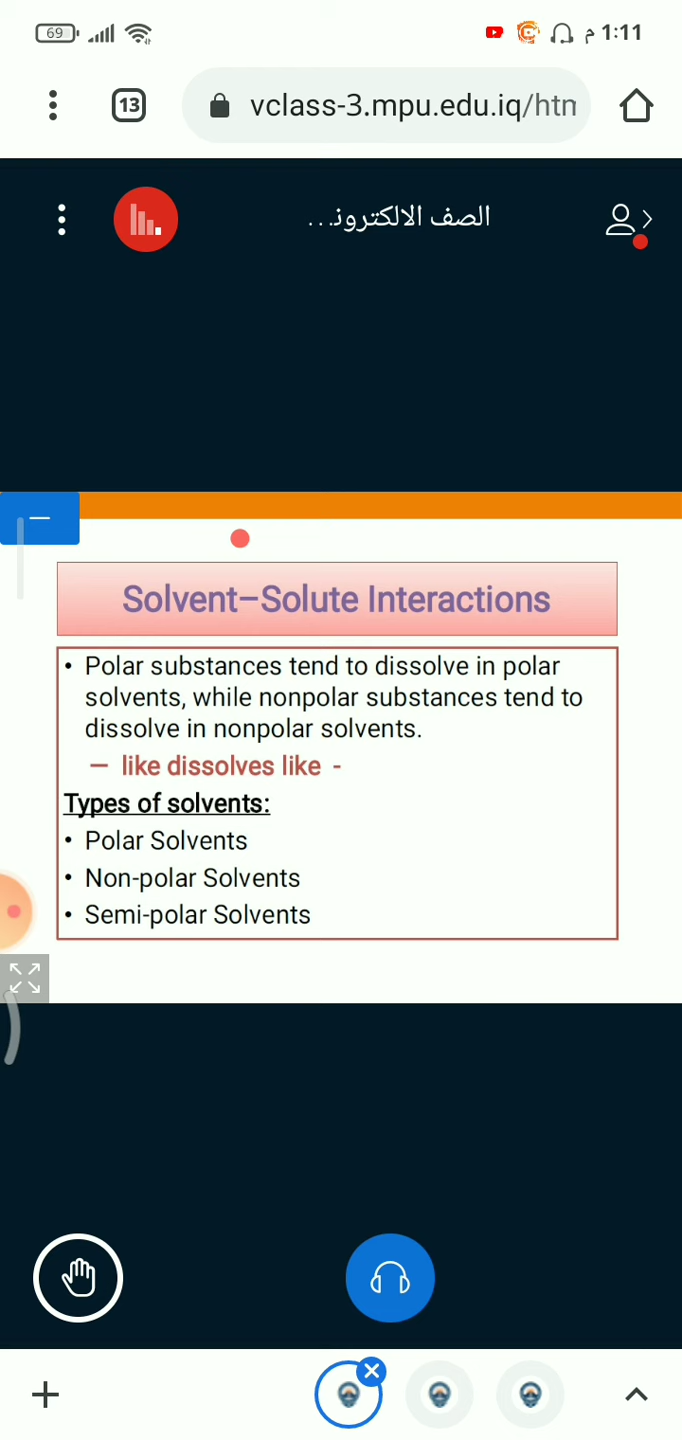 69
م 1:11
13
vclass-3.mpu.edu.iq/htm
الصف الالكترونـ...
Solvent–Solute Interactions
• Polar substances tend to dissolve in polar
solvents, while nonpolar substances tend to
dissolve in nonpolar solvents.
– like dissolves like -
Types of solvents:
• Polar Solvents
• Non-polar Solvents
• Semi-polar Solvents